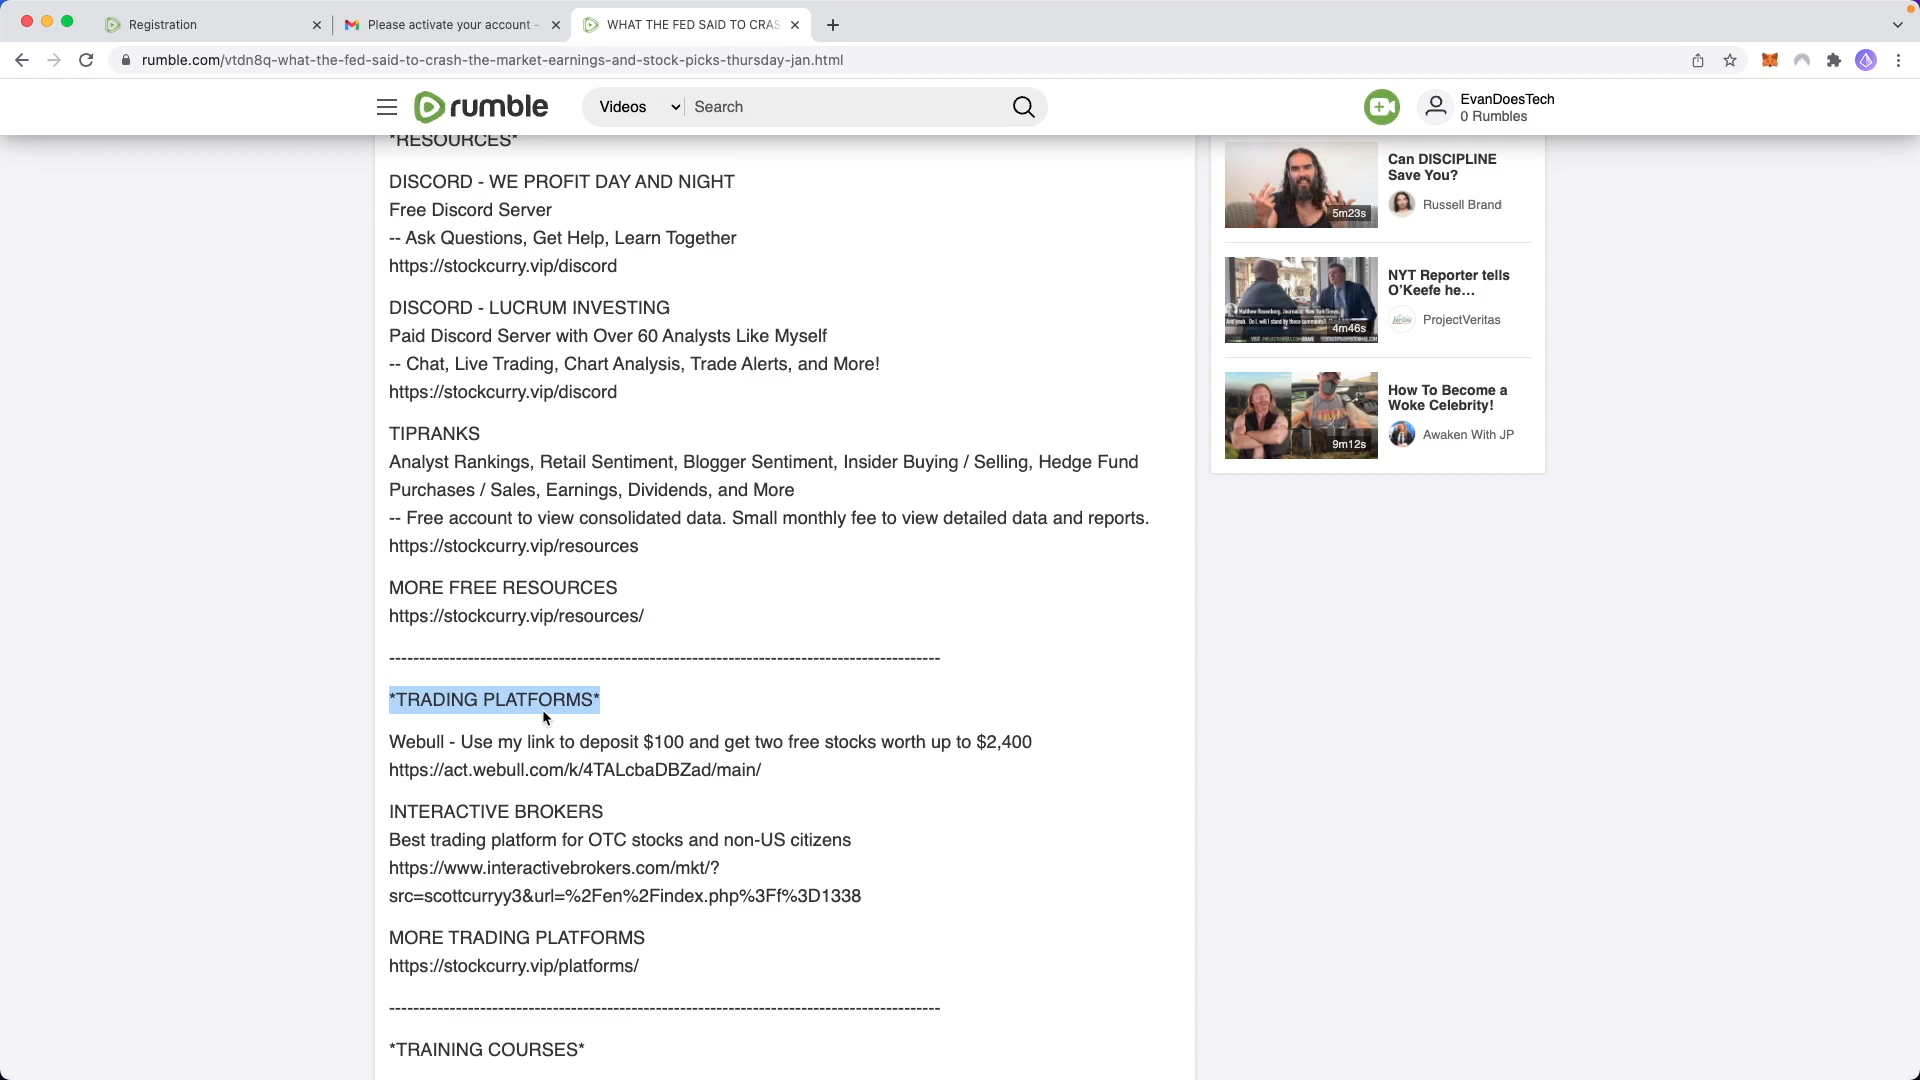 Registration
Please activate your account -
WHAT THE FED SAID TO CRAS
rumble.com/vtdn8q-what-the-fed-said-to-crash-the-market-earnings-and-stock-picks-thursday-jan.html
rumble
Videos
Search
EvanDoesTech
0 Rumbles
*RESOURCES*
DISCORD - WE PROFIT DAY AND NIGHT
Free Discord Server
-- Ask Questions, Get Help, Learn Together
https://stockcurry.vip/discord
DISCORD - LUCRUM INVESTING
Paid Discord Server with Over 60 Analysts Like Myself
-- Chat, Live Trading, Chart Analysis, Trade Alerts, and More!
https://stockcurry.vip/discord
TIPRANKS
Analyst Rankings, Retail Sentiment, Blogger Sentiment, Insider Buying / Selling, Hedge Fund
Purchases / Sales, Earnings, Dividends, and More
-- Free account to view consolidated data. Small monthly fee to view detailed data and reports.
https://stockcurry.vip/resources
MORE FREE RESOURCES
https://stockcurry.vip/resources/
--------------------------------------------------------------------------------------------
*TRADING PLATFORMS*
Webull - Use my link to deposit $100 and get two free stocks worth up to $2,400
https://act.webull.com/k/4TALcbaDBZad/main/
INTERACTIVE BROKERS
Best trading platform for OTC stocks and non-US citizens
https://www.interactivebrokers.com/mkt/?
src=scottcurryy3&url=%2Fen%2Findex.php%3Ff%3D1338
MORE TRADING PLATFORMS
https://stockcurry.vip/platforms/
--------------------------------------------------------------------------------------------
*TRAINING COURSES*
Can DISCIPLINE
Save You?
5m23s
Russell Brand
NYT Reporter tells
O'Keefe he...
4m46s
ProjectVeritas
How To Become a
Woke Celebrity!
9m12s
Awaken With JP